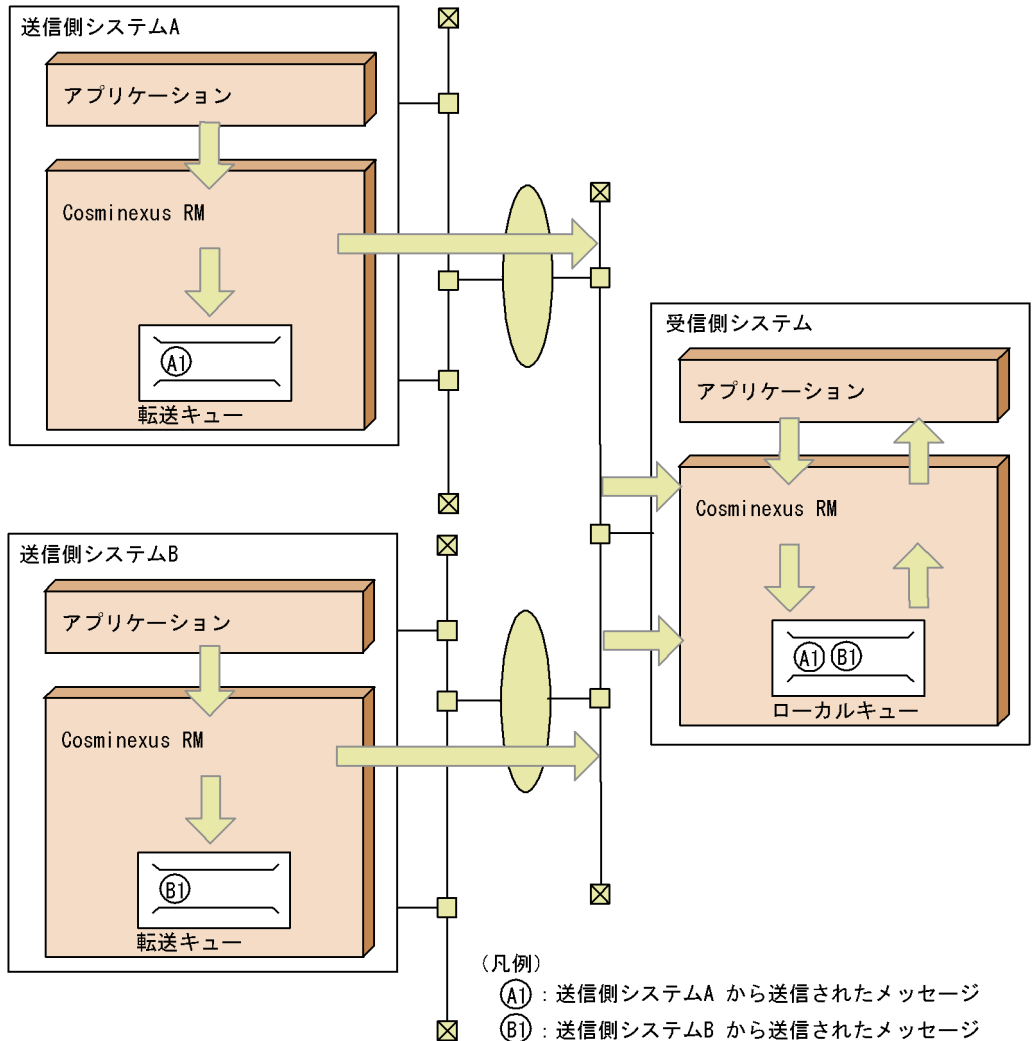 送信側システムA
アプリケーション
Cosminexus RM
A1
転送キュー
送信側システムB
アプリケーション
Cosminexus RM
B1
転送キュー
受信側システム
アプリケーション
Cosminexus RM
A1 B1
ローカルキュー
(凡例)
A1 : 送信側システムA から送信されたメッセージ
B1 : 送信側システムB から送信されたメッセージ